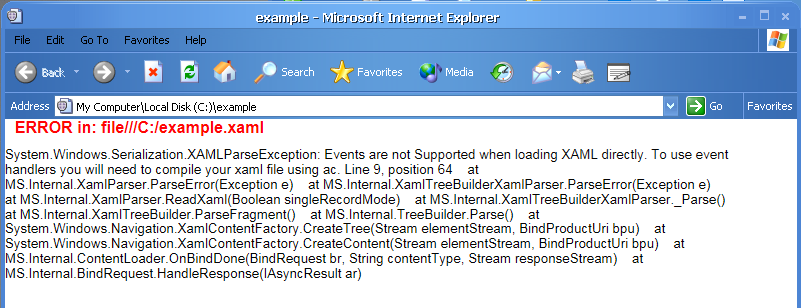 example - Microsoft Internet Explorer
File Edit Go To Favorites Help
Back Search Favorites Media
Address My Computer\Local Disk (C:)\example Go Favorites
ERROR in: file///C:/example.xaml
System.Windows.Serialization.XAMLParseException: Events are not Supported when loading XAML directly. To use event
handlers you will need to compile your xaml file using ac. Line 9, position 64 at
MS.Internal.XamlParser.ParseError(Exception e) at MS.Internal.XamlTreeBuilderXamlParser.ParseError(Exception e)
at MS.Internal.XamlParser.ReadXaml(Boolean singleRecordMode) at MS.Internal.XamlTreeBuilderXamlParser._Parse()
at MS.Internal.XamlTreeBuilder.ParseFragment() at MS.Internal.TreeBuilder.Parse() at
System.Windows.Navigation.XamlContentFactory.CreateTree(Stream elementStream, BindProductUri bpu) at
System.Windows.Navigation.XamlContentFactory.CreateContent(Stream elementStream, BindProductUri bpu) at
MS.Internal.ContentLoader.OnBindDone(BindRequest br, String contentType, Stream responseStream) at
MS.Internal.BindRequest.HandleResponse(IAsyncResult ar)